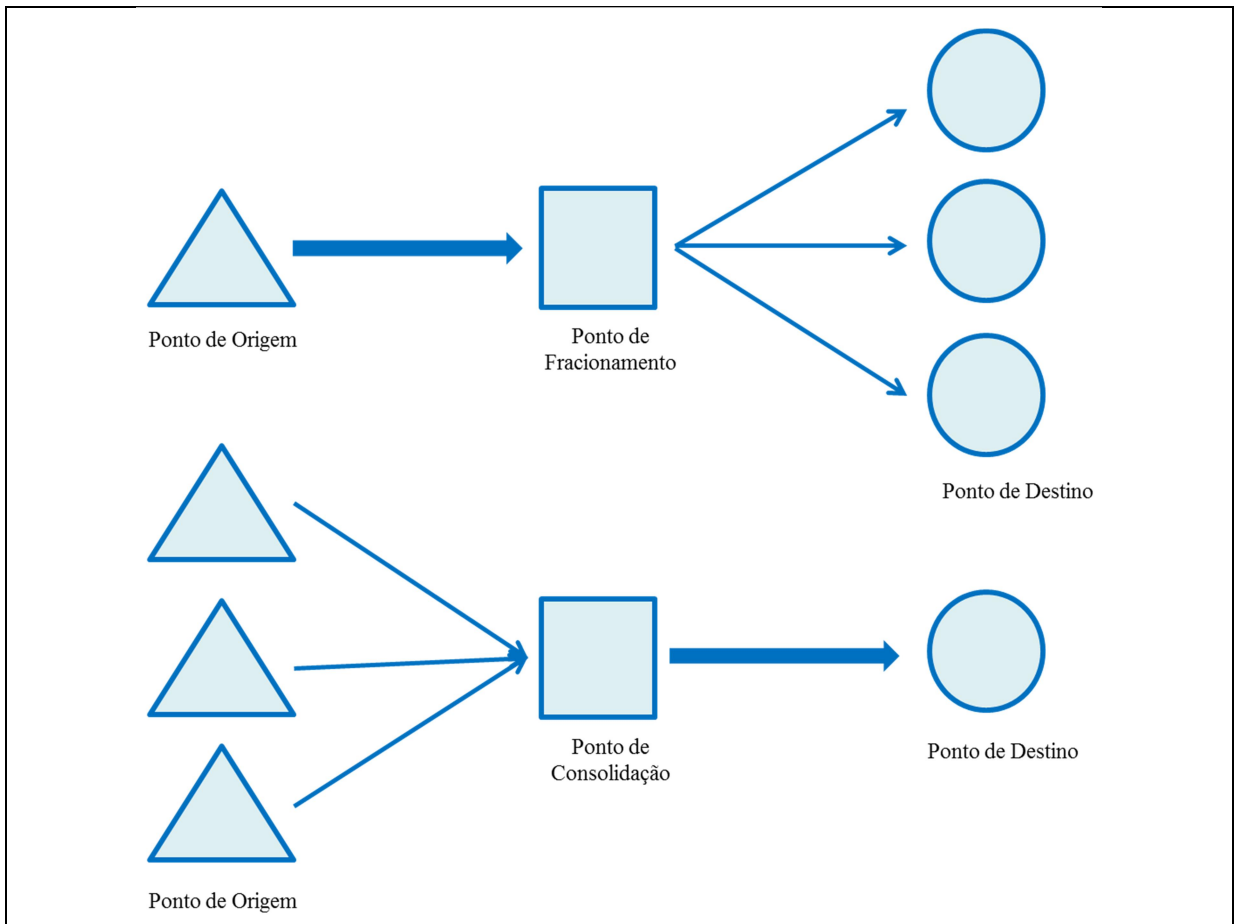 Ponto de Origem
Ponto de
Fracionamento
Ponto de Destino
Ponto de
Consolidação
Ponto de Destino
Ponto de Origem